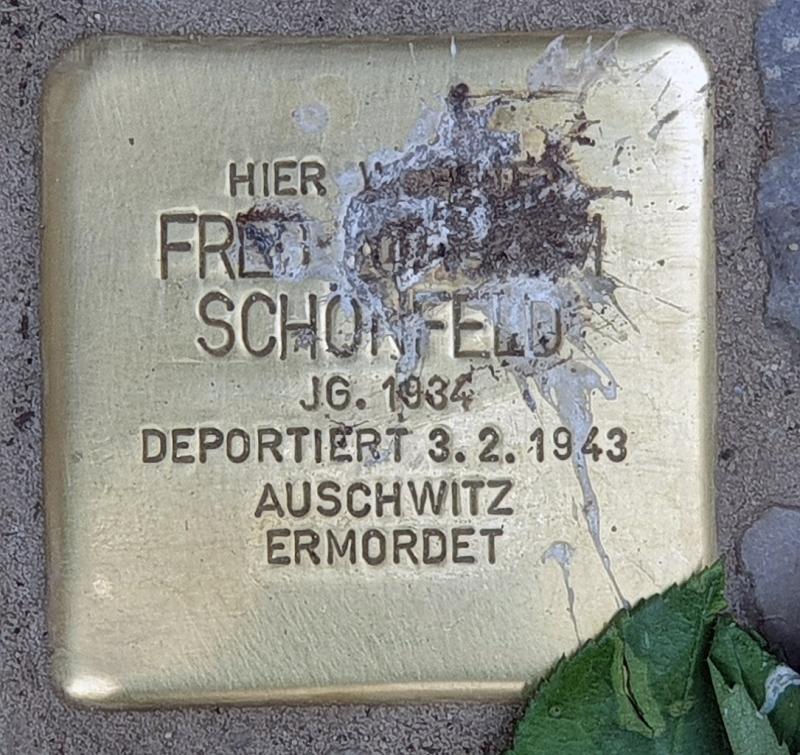 HIER
SCHÖNFELD
JG. 1934
DEPORTIERT 3.2.1943
AUSCHWITZ
ERMORDET